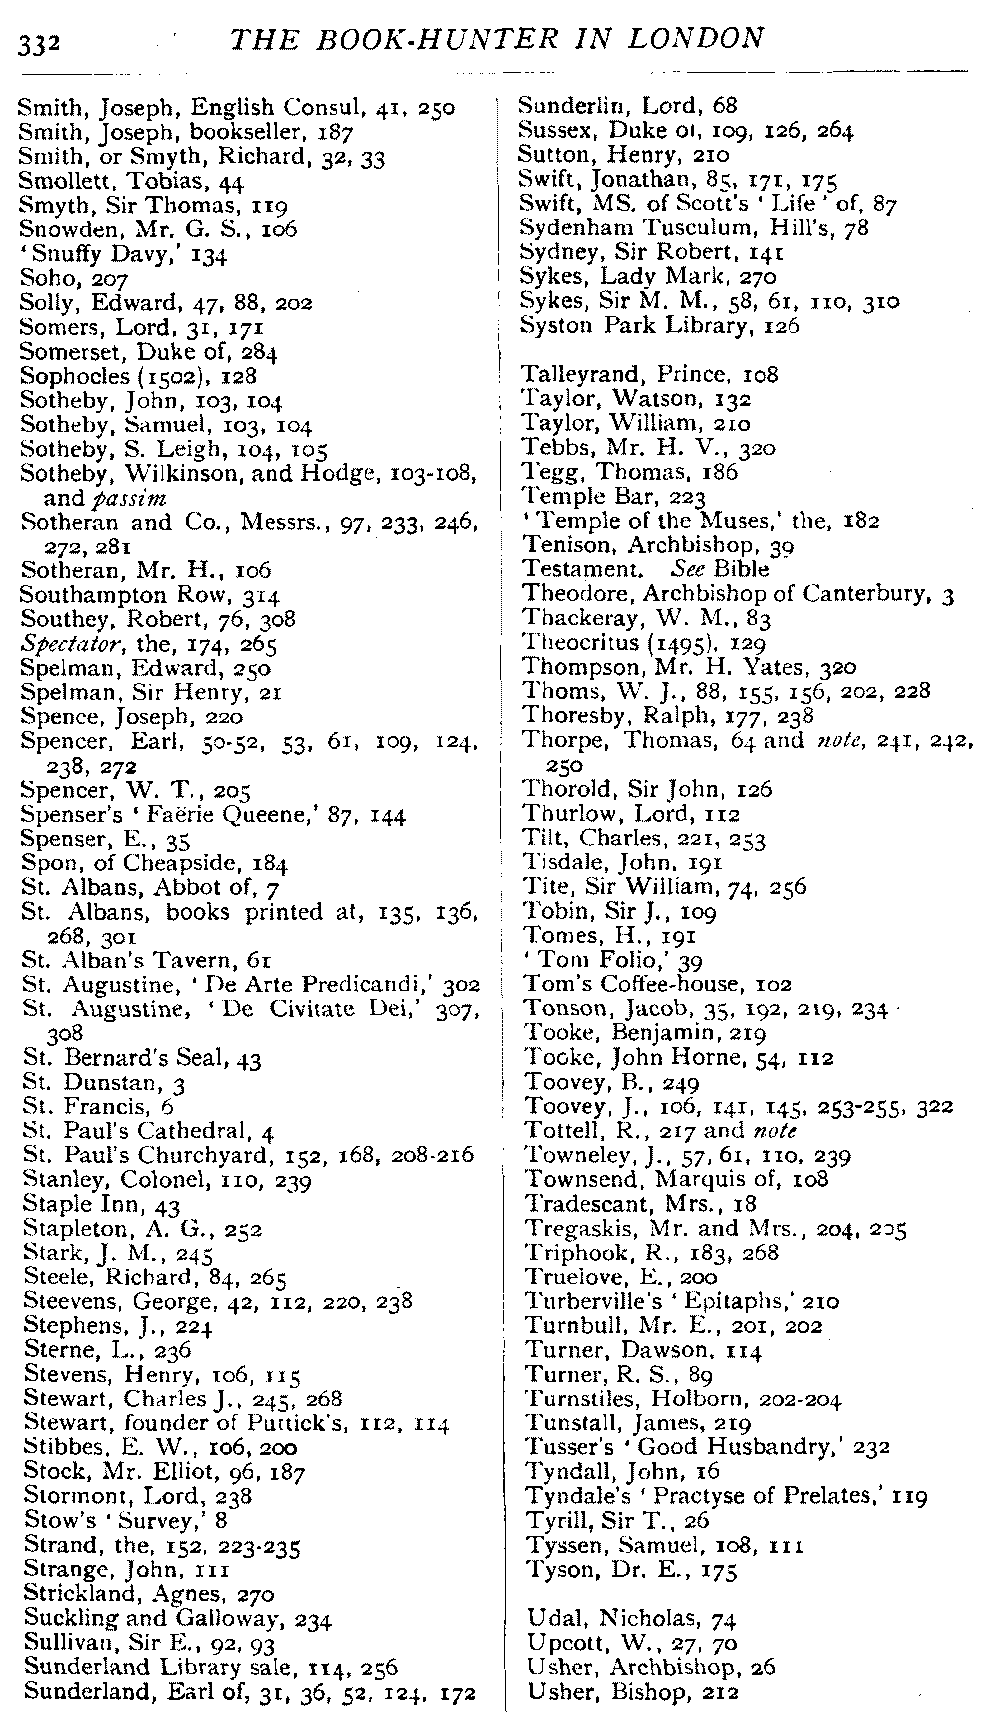 332 THE BOOK-HUNTER IN LONDON
Smith, Joseph, English Consul, 41, 250
Smith, Joseph, bookseller, 187
Smith, or Smyth, Richard, 32, 33
Smollett, Tobias, 44
Smyth, Sir Thomas, 119
Snowden, Mr. G. S., 106
‘Snuffy Davy,’ 134
Soho, 207
Solly, Edward, 47, 88, 202
Somers, Lord, 31, 171
Somerset, Duke of, 284
Sophocles (1502), 128
Sotheby, John, 103, 104
Sotheby, Samuel, 103, 104
Sotheby, S. Leigh, 104, 105
Sotheby, Wilkinson, and Hodge, 103-108,
and passim
Sotheran and Co., Messrs., 97, 233, 246,
272, 281
Sotheran, Mr. H., 106
Southampton Row, 314
Southey, Robert, 76, 308
Spectator, the, 174, 265
Spelman, Edward, 250
Spelman, Sir Henry, 21
Spence, Joseph, 220
Spencer, Earl, 50-52, 53, 61, 109, 124,
238, 272
Spencer, W. T., 205
Spenser's ‘Faërie Queene,’ 87, 144
Spenser, E., 35
Spon, of Cheapside, 184
St. Albans, Abbot of, 7
St. Albans, books printed at, 135, 136,
268, 301
St. Alban's Tavern, 61
St. Augustine, ‘De Arte Predicandi,’ 302
St. Augustine, ‘De Civitate Dei,’ 307,
308
St. Bernard's Seal, 43
St. Dunstan, 3
St. Francis, 6
St. Paul's Cathedral, 4
St. Paul's Churchyard, 152, 168, 208-216
Stanley, Colonel, 110, 239
Staple Inn, 43
Stapleton, A. G., 252
Stark, J. M., 245
Steele, Richard, 84, 265
Steevens, George, 42, 112, 220, 238
Stephens, J., 224
Sterne, L., 236
Stevens, Henry, 106, 115
Stewart, Charles J., 245, 268
Stewart, founder of Puttick's, 112, 114
Stibbes, E. W., 106, 200
Stock, Mr. Elliot, 96, 187
Stormont, Lord, 238
Stow's ‘Survey,’ 8
Strand, the, 152, 223-235
Strange, John, 111
Strickland, Agnes, 270
Suckling and Galloway, 234
Sullivan, Sir E., 92, 93
Sunderland Library sale, 114, 256
Sunderland, Earl of, 31, 36, 52, 124, 172
Sunderlin, Lord, 68
Sussex, Duke of, 109, 126, 264
Sutton, Henry, 210
Swift, Jonathan, 85, 171, 175
Swift, MS. of Scott's ‘Life’ of, 87
Sydenham Tusculum, Hill's, 78
Sydney, Sir Robert, 141
Sykes, Lady Mark, 270
Sykes, Sir M. M., 58, 61, 110, 310
Syston Park Library, 126
Talleyrand, Prince, 108
Taylor, Watson, 132
Taylor, William, 210
Tebbs, Mr. H. V., 320
Tegg, Thomas, 186
Temple Bar, 223
‘Temple of the Muses,’ the, 182
Tenison, Archbishop, 39
Testament. See Bible
Theodore, Archbishop of Canterbury, 3
Thackeray, W. M., 83
Theocritus (1495), 129
Thompson, Mr. H. Yates, 320
Thoms, W. J., 88, 155, 156, 202, 228
Thoresby, Ralph, 177, 238
Thorpe, Thomas, 64 and note, 241, 242,
250
Thorold, Sir John, 126
Thurlow, Lord, 112
Tilt, Charles, 221, 253
Tisdale, John, 191
Tite, Sir William, 74, 256
Tobin, Sir J., 109
Tomes, H., 191
‘Tom Folio,’ 39
Tom's Coffee-house, 102
Tonson, Jacob, 35, 192, 219, 234
Tooke, Benjamin, 219
Tooke, John Horne, 54, 112
Toovey, B., 249
Toovey, J., 106, 141, 145, 253-255, 322
Tottell, R., 217 and note
Towneley, J., 57, 61, 110, 239
Townsend, Marquis of, 108
Tradescant, Mrs., 18
Tregaskis, Mr. and Mrs., 204, 205
Triphook, R., 183, 268
Truelove, E., 200
Turberville's ‘Epitaphs,’ 210
Turnbull, Mr. E., 201, 202
Turner, Dawson, 114
Turner, R. S., 89
Turnstiles, Holborn, 202-204
Tunstall, James, 219
Tusser's ‘Good Husbandry,’ 232
Tyndall, John, 16
Tyndale's ‘Practyse of Prelates,’ 119
Tyrill, Sir T., 26
Tyssen, Samuel, 108, 111
Tyson, Dr. E., 175
Udal, Nicholas, 74
Upcott, W., 27, 70
Usher, Archbishop, 26
Usher, Bishop, 212